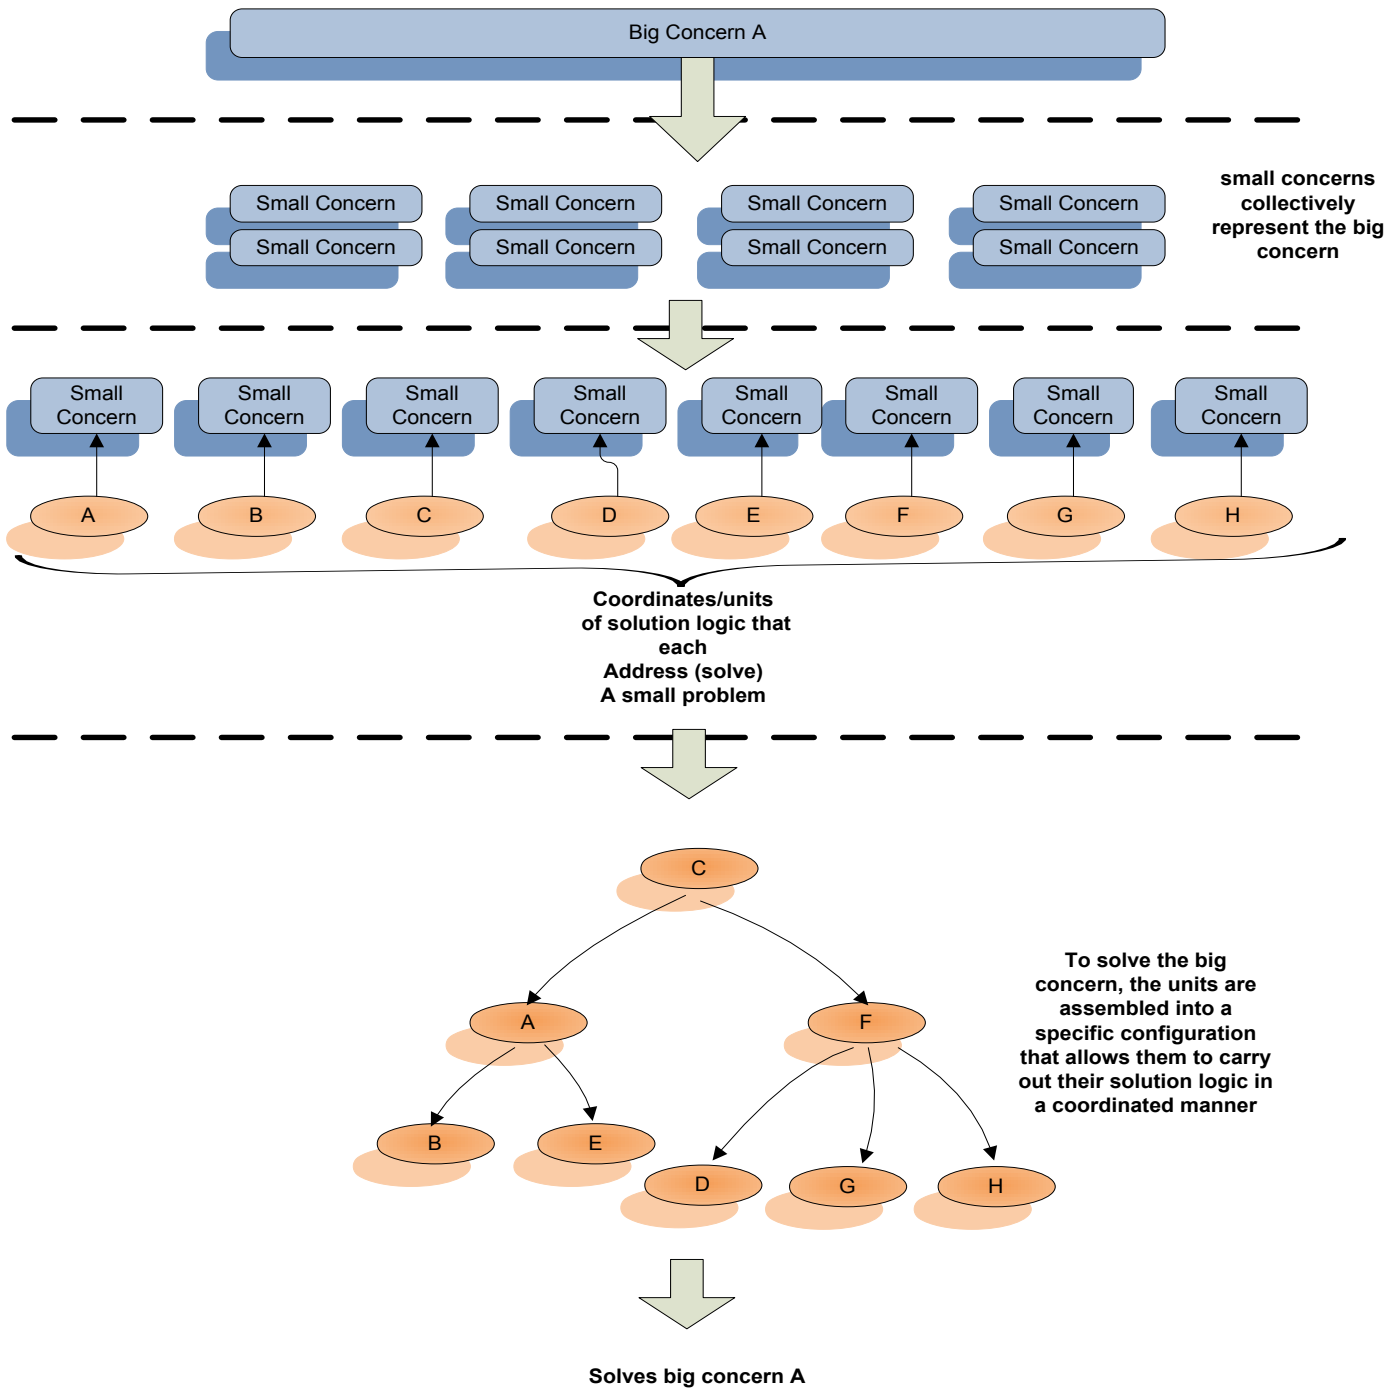 Big Concern A
Small Concern
Small Concern
Small Concern
Small Concern
Small Concern
Small Concern
Small Concern
Small Concern
small concerns
collectively
represent the big
concern
Small
Concern
Small
Concern
Small
Concern
Small
Concern
Small
Concern
Small
Concern
Small
Concern
Small
Concern
A
B
C
D
E
F
G
H
Coordinates/units
of solution logic that
each
Address (solve)
A small problem
C
A
F
B
E
D
G
H
To solve the big
concern, the units are
assembled into a
specific configuration
that allows them to carry
out their solution logic in
a coordinated manner
Solves big concern A